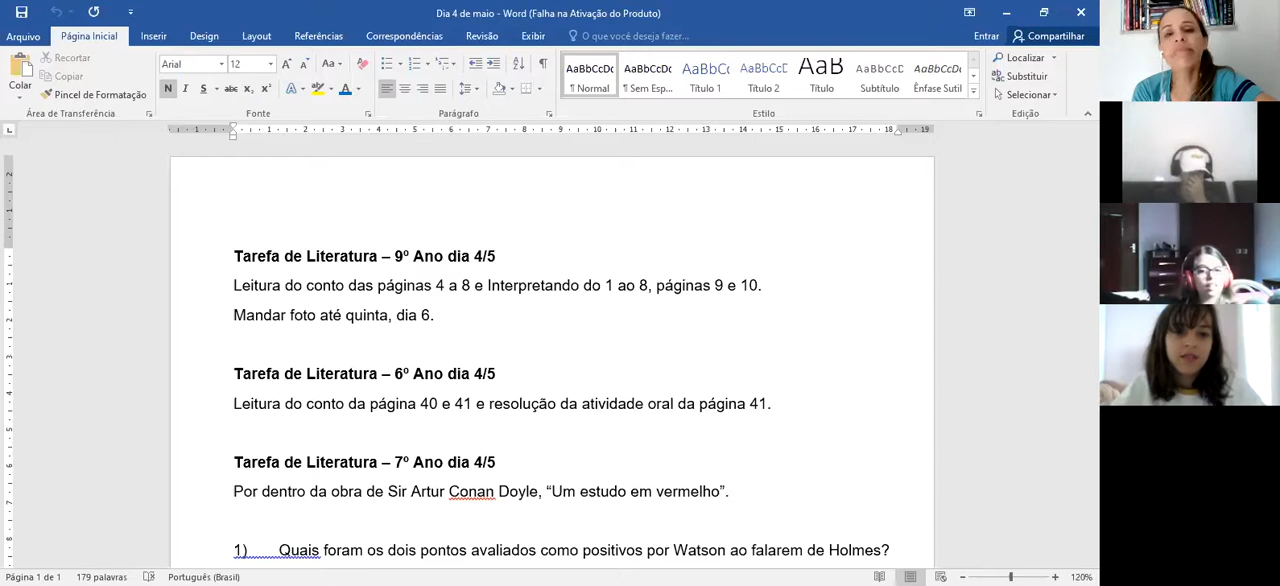 Dia 4 de maio - Word (Falha na Ativação do Produto)
Arquivo Página Inicial Inserir Design Layout Referências Correspondências Revisão Exibir O que você deseja fazer... Entrar Compartilhar
Colar
Recortar
Copiar
Pincel de Formatação
Área de Transferência
Arial 12
Fonte
Parágrafo
AaBbCcDc AaBbCcDc AaBbC AaBbCcC AaB AaBbCcD AaBbCcDi
¶ Normal ¶ Sem Esp... Título 1 Título 2 Título Subtítulo Ênfase Sutil
Estilo
Localizar
Substituir
Selecionar
Edição
Tarefa de Literatura – 9º Ano dia 4/5
Leitura do conto das páginas 4 a 8 e Interpretando do 1 ao 8, páginas 9 e 10.
Mandar foto até quinta, dia 6.
Tarefa de Literatura – 6º Ano dia 4/5
Leitura do conto da página 40 e 41 e resolução da atividade oral da página 41.
Tarefa de Literatura – 7º Ano dia 4/5
Por dentro da obra de Sir Artur Conan Doyle, “Um estudo em vermelho”.
1) Quais foram os dois pontos avaliados como positivos por Watson ao falarem de Holmes?
Página 1 de 1 179 palavras Português (Brasil) 120%